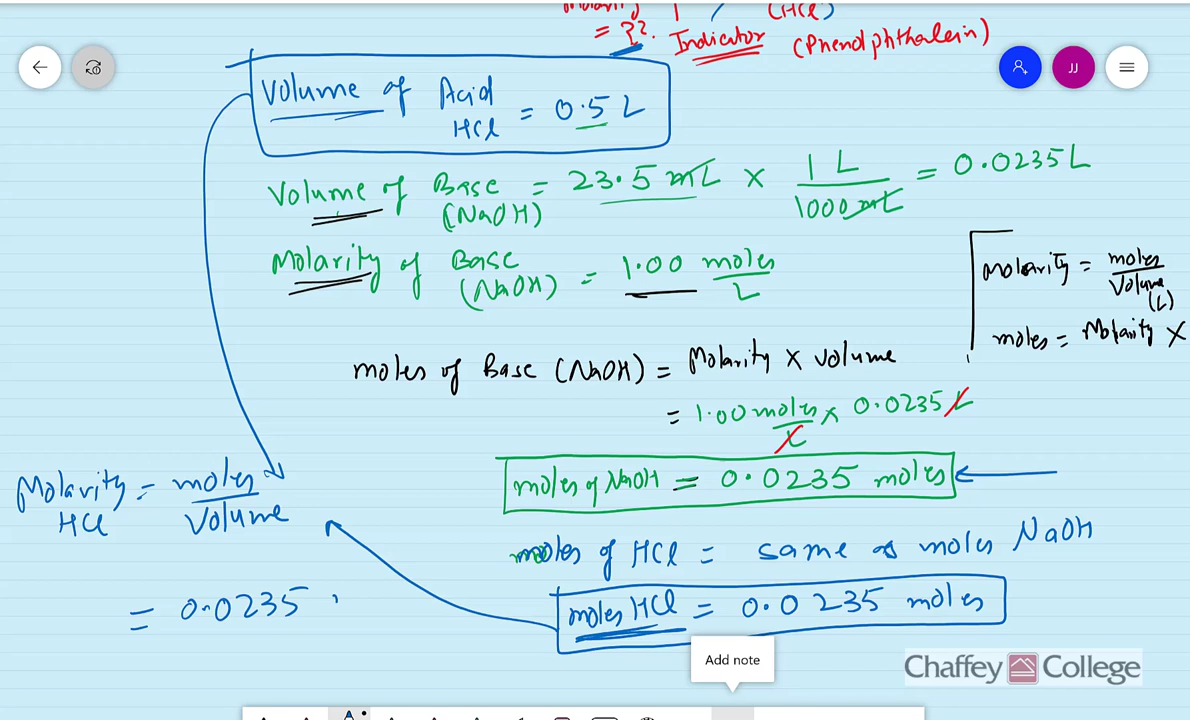 Molarity (HCl)
= ??. Indicator (Phenolphthalein)
JJ
Volume of Acid HCl = 0.5 L
Volume of Base (NaOH) = 23.5 mL × 1 L / 1000 mL = 0.0235 L
Molarity of Base (NaOH) = 1.00 moles / L
Molarity = moles / Volume (L)
moles = Molarity ×
moles of Base (NaOH) = Molarity × volume
= 1.00 moles / L × 0.0235 L
moles of NaOH = 0.0235 moles
Molarity HCl = moles / Volume
moles of HCl = same as moles NaOH
= 0.0235
moles HCl = 0.0235 moles
Add note
Chaffey College
A